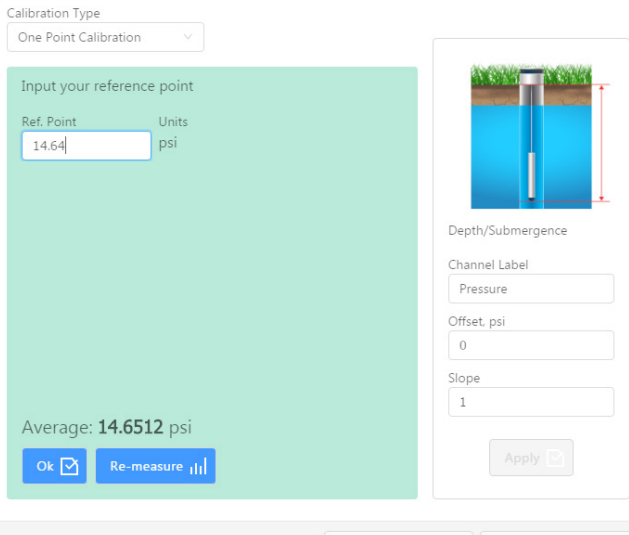 Calibration Type
One Point Calibration
Input your reference point
Ref. Point Units
14.64 psi
Average: 14.6512 psi
Ok Re-measure
Depth/Submergence
Channel Label
Pressure
Offset, psi
0
Slope
1
Apply